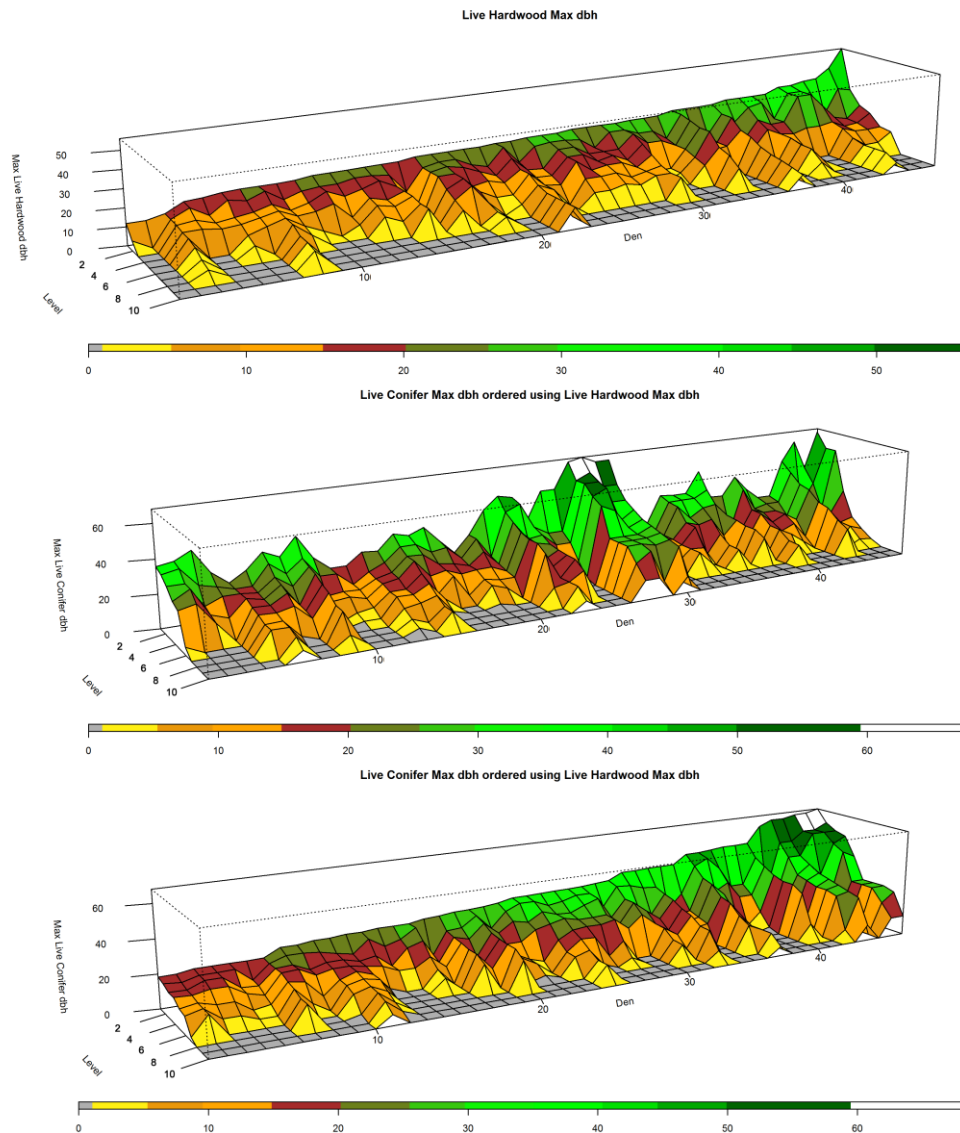 Live Hardwood Max dbh
Max Live Hardwood dbh
50
40
30
20
10
0
2
4
6
8
10
Level
10
20
30
40
Den
0 10 20 30 40 50
Live Conifer Max dbh ordered using Live Hardwood Max dbh
Max Live Conifer dbh
60
40
20
0
2
4
6
8
10
Level
10
20
30
40
Den
0 10 20 30 40 50 60
Live Conifer Max dbh ordered using Live Hardwood Max dbh
Max Live Conifer dbh
60
40
20
0
2
4
6
8
10
Level
10
20
30
40
Den
0 10 20 30 40 50 60